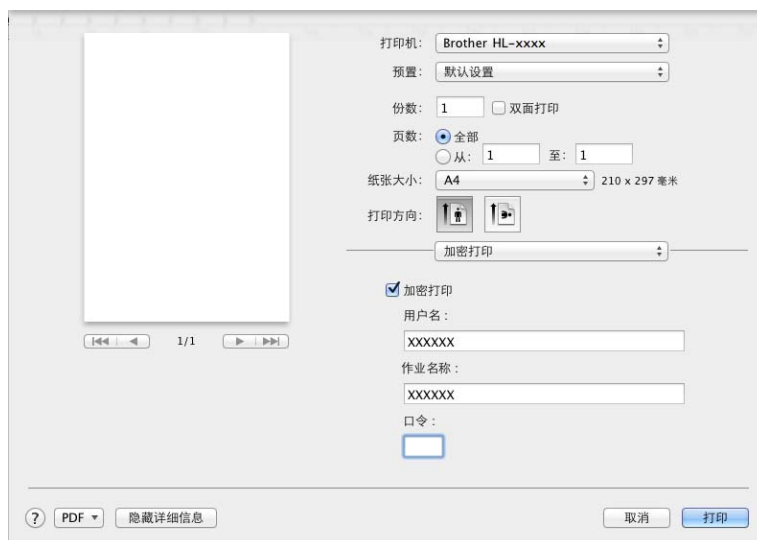 打印机: Brother HL-xxxx
预置: 默认设置
份数: 1 双面打印
页数: 全部
从: 1 至: 1
纸张大小: A4 210 x 297 毫米
打印方向:
加密打印
加密打印
用户名 :
XXXXXX
作业名称 :
XXXXXX
口令 :
1/1
? PDF 隐藏详细信息 取消 打印